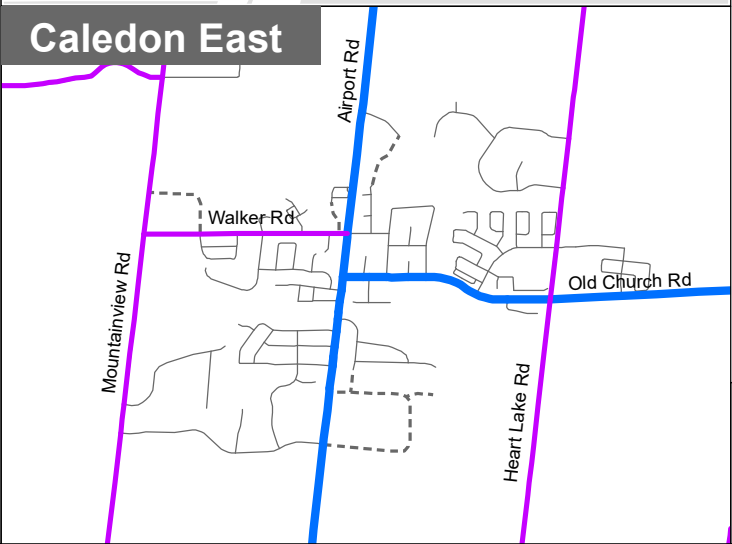 Caledon East
Airport Rd
Walker Rd
Mountainview Rd
Old Church Rd
Heart Lake Rd